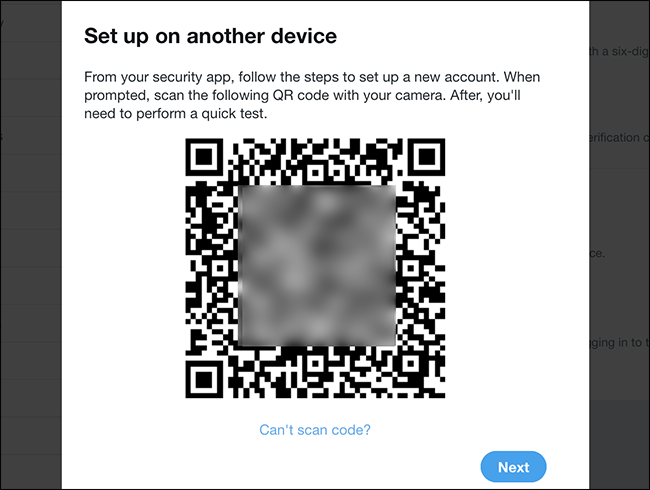 Set up on another device
th a six-dig
From your security app, follow the steps to set up a new account. When
prompted, scan the following QR code with your camera. After, you'll
need to perform a quick test.
erification c
ce.
gging in to t
Can't scan code?
Next